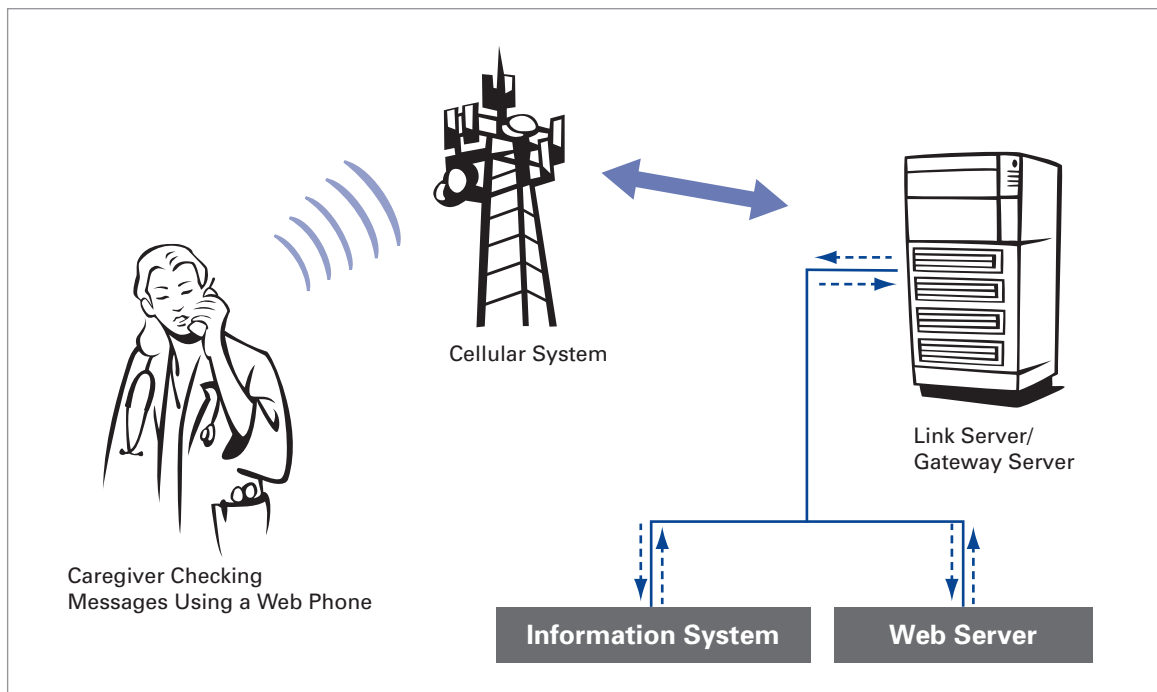 Cellular System
Link Server/
Gateway Server
Caregiver Checking
Messages Using a Web Phone
Information System
Web Server